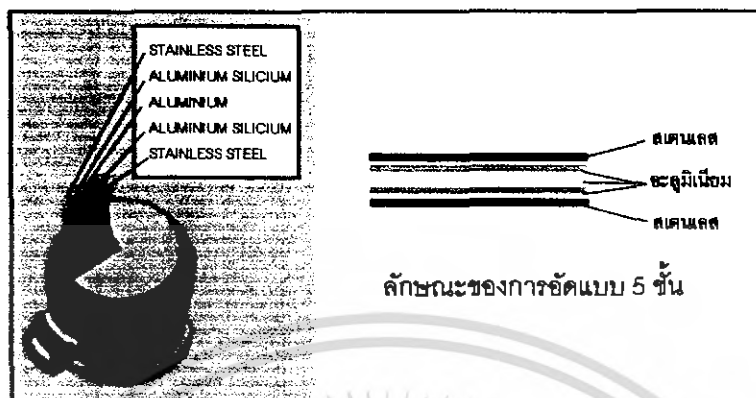 STAINLESS STEEL
ALUMINIUM SILICIUM
ALUMINIUM
ALUMINIUM SILICIUM
STAINLESS STEEL
สเตนเลส
อะลูมิเนียม
สเตนเลส
ลักษณะของการอัดแบบ 5 ชั้น